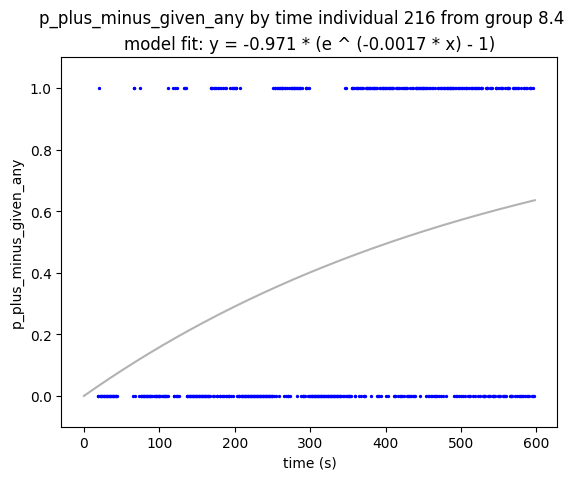 p_plus_minus_given_any by time individual 216 from group 8.4
model fit: y = -0.971 * (e ^ (-0.0017 * x) - 1)
1.0
0.8
0.6
0.4
0.2
0.0
p_plus_minus_given_any
0 100 200 300 400 500 600
time (s)